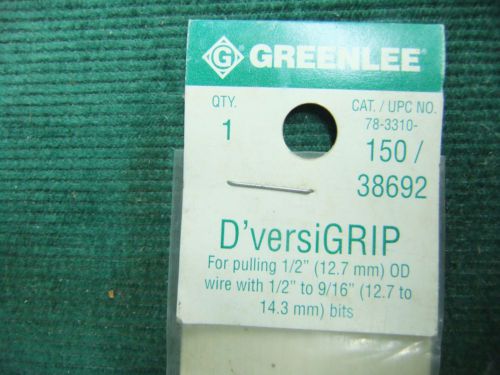 G GREENLEE®
QTY. CAT. / UPC NO.
1 78-3310-
150 /
38692
D'versiGRIP
For pulling 1/2" (12.7 mm) OD
wire with 1/2" to 9/16" (12.7 to
14.3 mm) bits